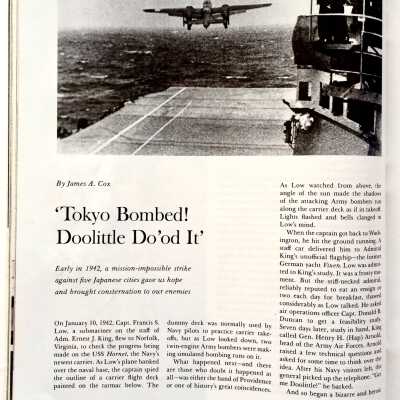 By James A. Cox
'Tokyo Bombed!
Doolittle Do'od It'
Early in 1942, a mission-impossible strike
against five Japanese cities gave us hope
and brought consternation to our enemies
On January 10, 1942, Capt. Francis S.
Low, a submariner on the staff of
Adm. Ernest J. King, flew to Norfolk,
Virginia, to check the progress being
made on the USS Hornet, the Navy's
newest carrier. As Low's plane banked
over the naval base, the captain spied
the outline of a carrier flight deck
painted on the tarmac below. The
dummy deck was normally used by
Navy pilots to practice carrier take-
offs, but as Low looked down, two
twin-engine Army bombers were mak-
ing simulated bombing runs on it.
What happened next—and there
are those who doubt it happened at
all—was either the hand of Providence
or one of history's great coincidences.
As Low watched from above, the
angle of the sun made the shadows
of the attacking Army bombers run
along the carrier deck as if in takeoff.
Lights flashed and bells clanged in
Low's mind.
When the captain got back to Wash-
ington, he hit the ground running. A
staff car delivered him to Admiral
King's unofficial flagship—the former
German yacht Vixen. Low was admit-
ted to King's study. It was a frosty mo-
ment. But the stiff-necked admiral,
reliably reputed to eat an ensign or
two each day for breakfast, thawed
considerably as Low talked. He asked
air operations officer Capt. Donald B.
Duncan to get a feasibility study.
Seven days later, study in hand, King
called Gen. Henry H. (Hap) Arnold,
head of the Army Air Forces. Arnold
raised a few technical questions and
asked for some time to think over the
idea. After his Navy visitors left, the
general picked up the telephone. "Get
me Doolittle!" he barked.
And so began a bizarre and heroic